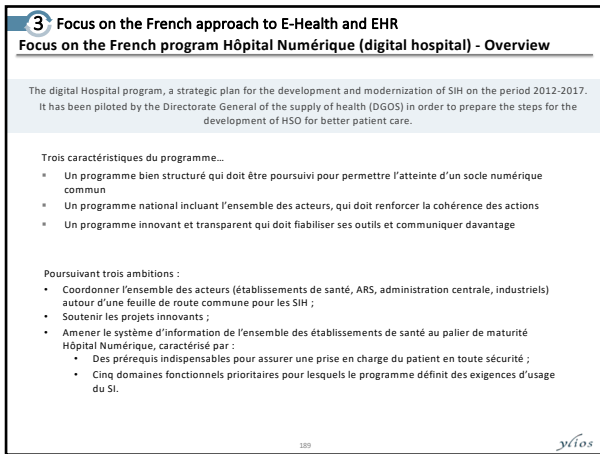 3 Focus on the French approach to E-Health and EHR
Focus on the French program Hôpital Numérique (digital hospital) - Overview
The digital Hospital program, a strategic plan for the development and modernization of SIH on the period 2012-2017.
It has been piloted by the Directorate General of the supply of health (DGOS) in order to prepare the steps for the
development of HSO for better patient care.
Trois caractéristiques du programme…
▪ Un programme bien structuré qui doit être poursuivi pour permettre l'atteinte d'un socle numérique
commun
▪ Un programme national incluant l'ensemble des acteurs, qui doit renforcer la cohérence des actions
▪ Un programme innovant et transparent qui doit fiabiliser ses outils et communiquer davantage
Poursuivant trois ambitions :
• Coordonner l'ensemble des acteurs (établissements de santé, ARS, administration centrale, industriels)
autour d'une feuille de route commune pour les SIH ;
• Soutenir les projets innovants ;
• Amener le système d'information de l'ensemble des établissements de santé au palier de maturité
Hôpital Numérique, caractérisé par :
• Des prérequis indispensables pour assurer une prise en charge du patient en toute sécurité ;
• Cinq domaines fonctionnels prioritaires pour lesquels le programme définit des exigences d'usage
du SI.
189
ylios